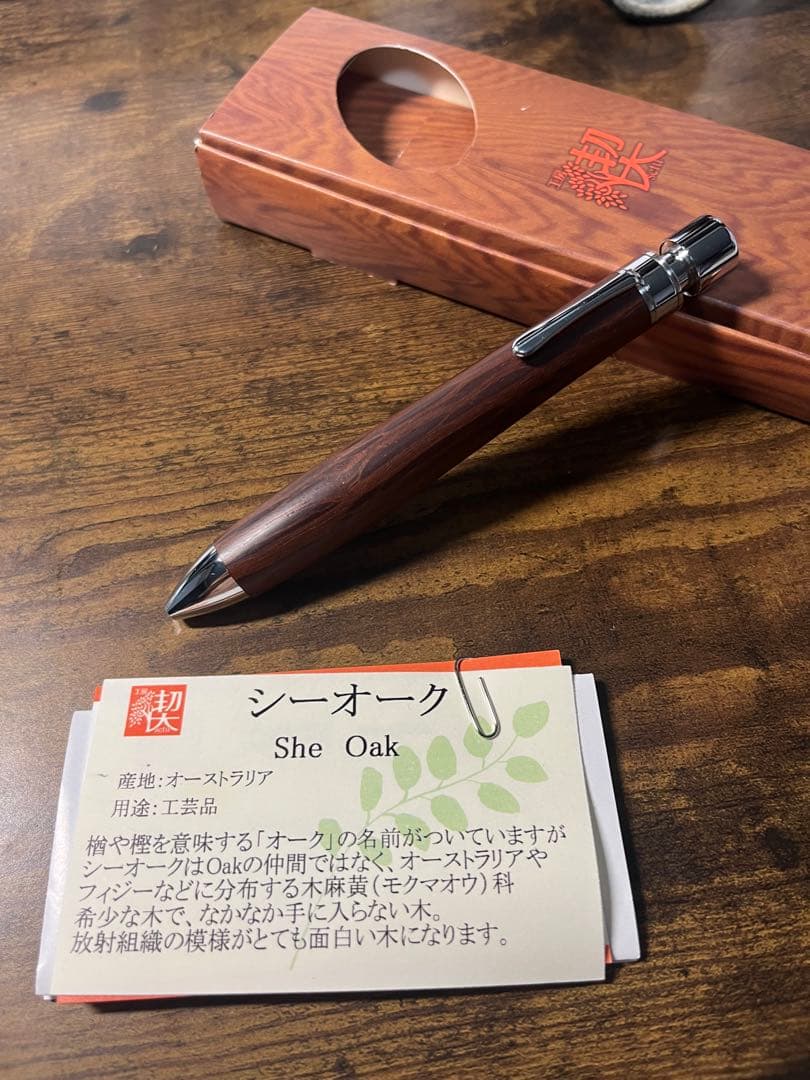 工房
契
シーオーク
She Oak
産地:オーストラリア
用途:工芸品
楢や樫を意味する「オーク」の名前がついていますが
シーオークはOakの仲間ではなく、オーストラリアや
フィジーなどに分布する木麻黄(モクマオウ)科
希少な木で、なかなか手に入らない木。
放射組織の模様がとても面白い木になります。